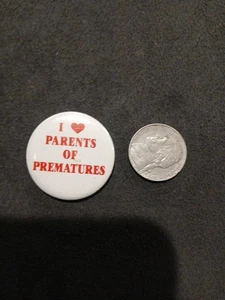 I ❤ PARENTS
OF
PREMATURES